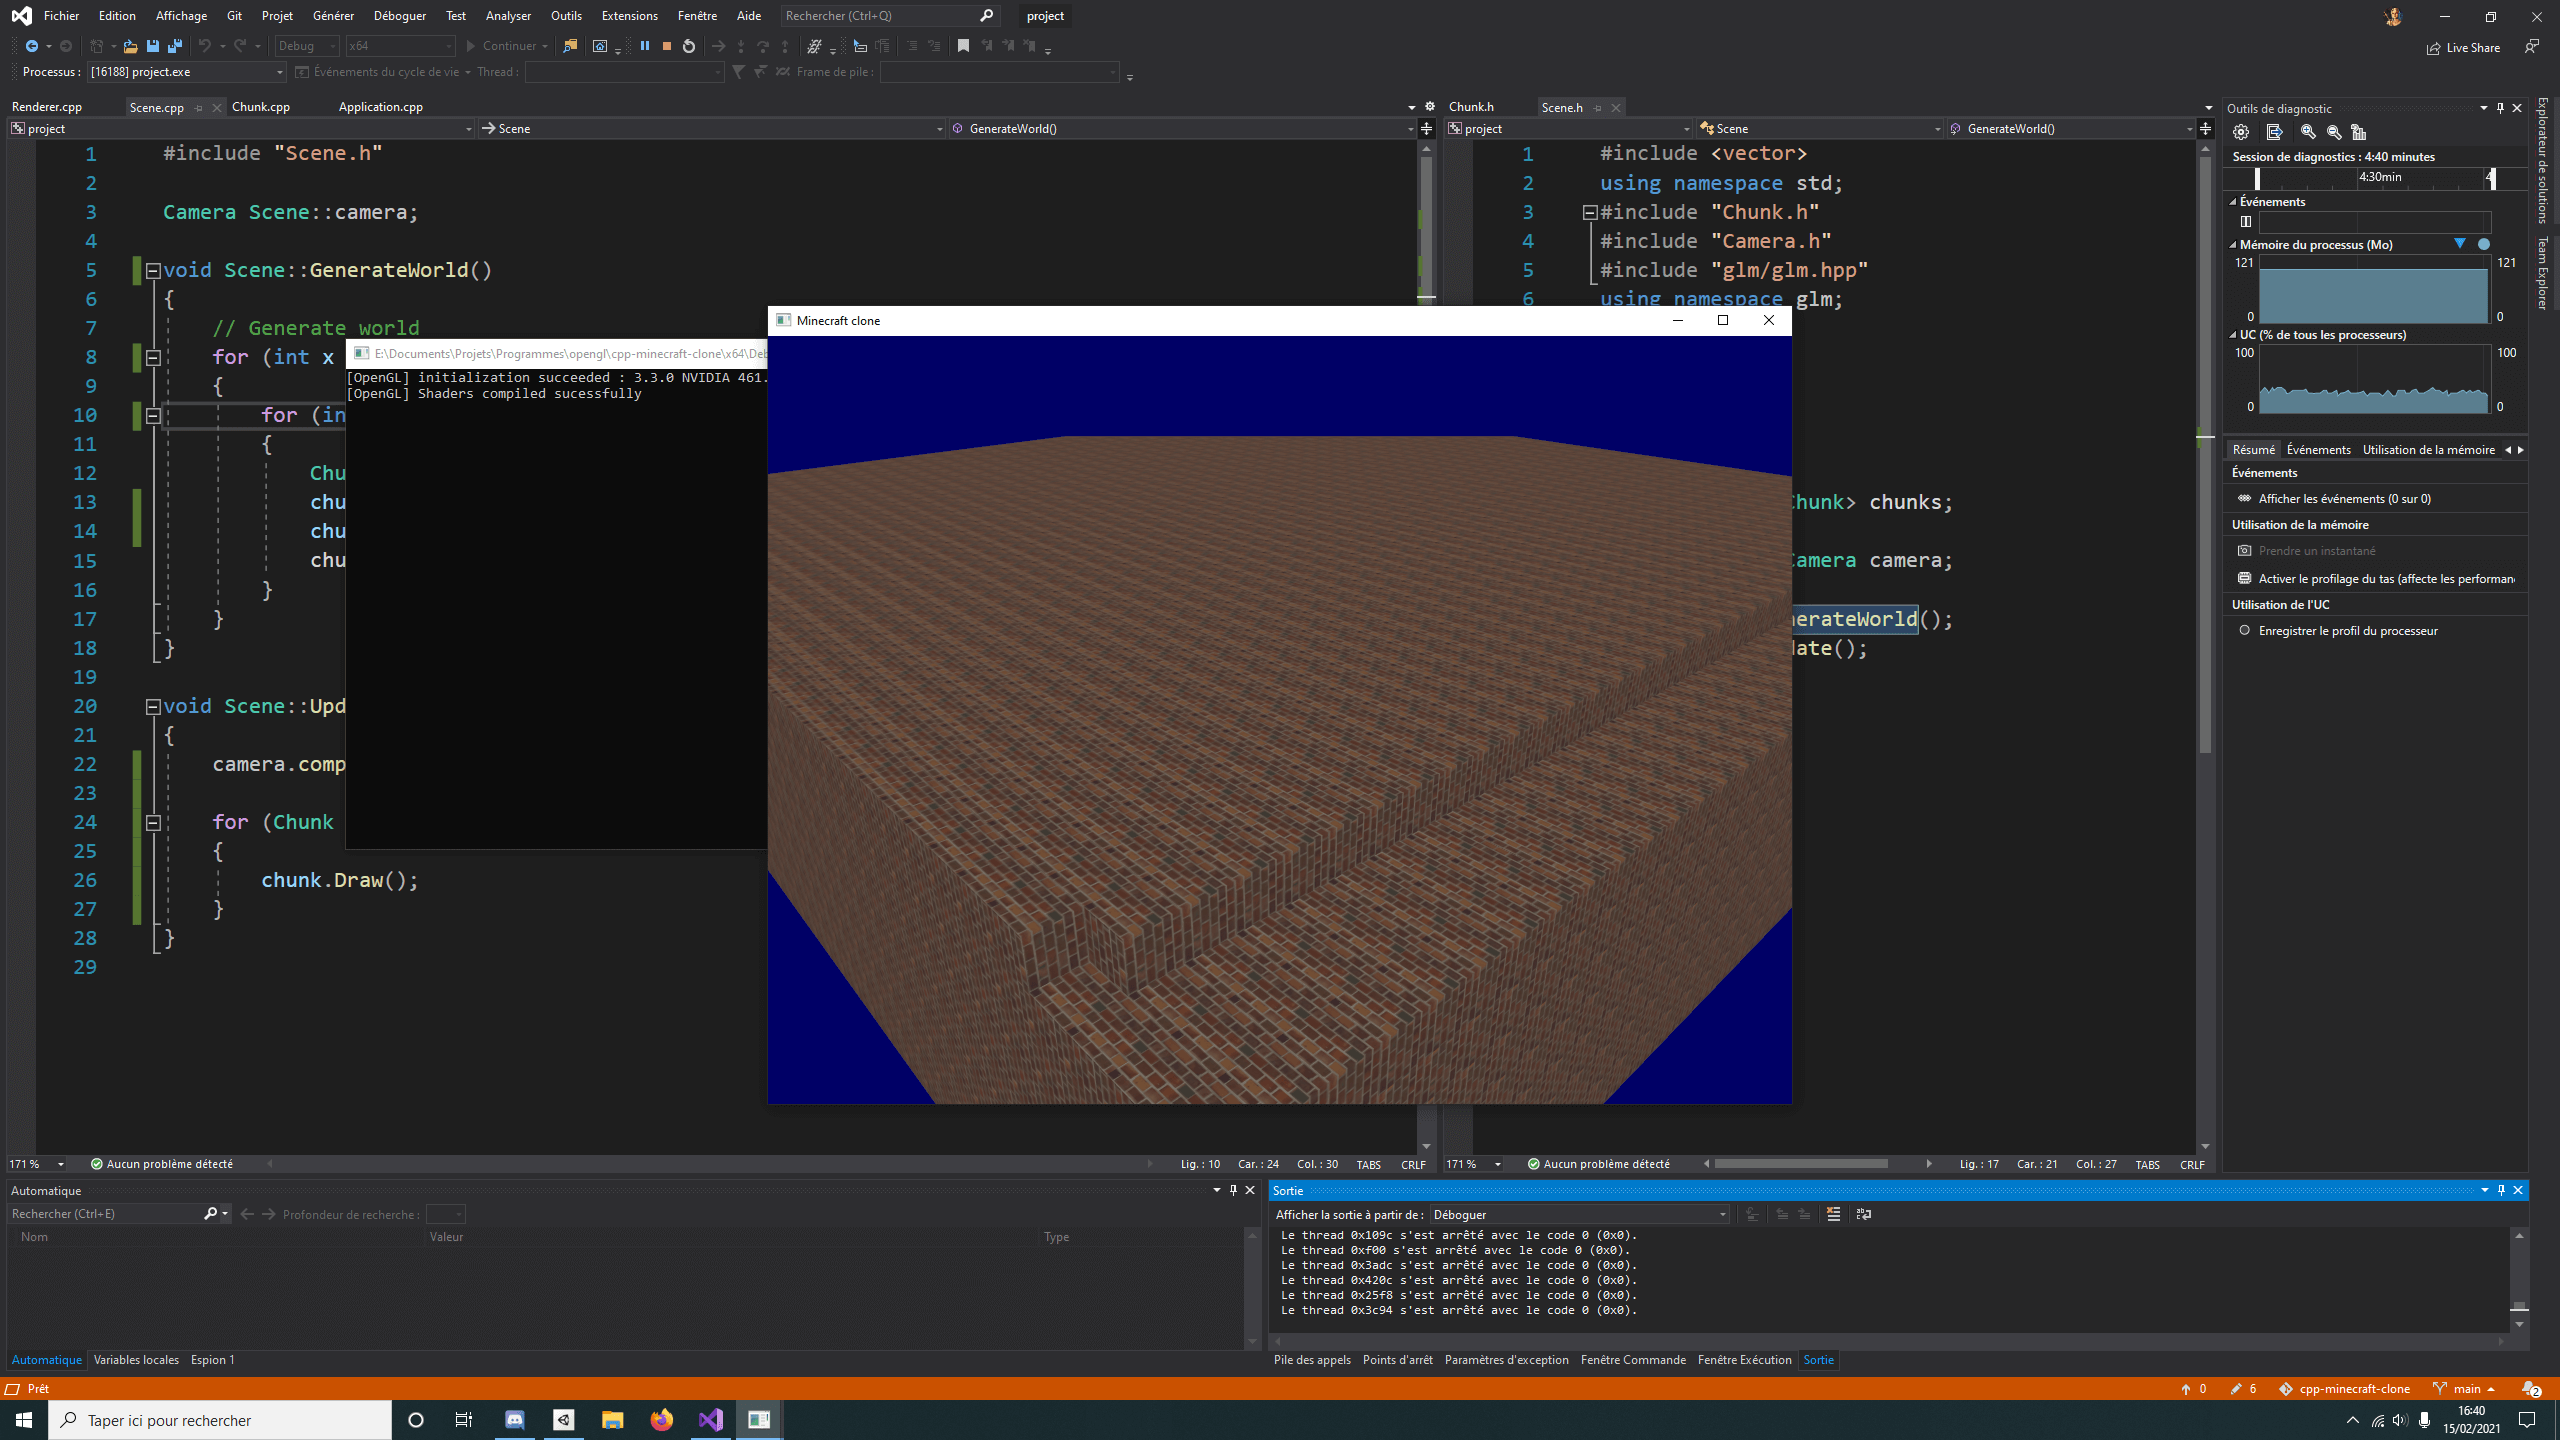 Fichier Edition Affichage Git Projet Générer Déboguer Test Analyser Outils Extensions Fenêtre Aide Rechercher (Ctrl+Q) project
Debug x64 Continuer Live Share
Processus : [16188] project.exe Événements du cycle de vie Thread : Frame de pile :
Renderer.cpp Scene.cpp Chunk.cpp Application.cpp
project Scene GenerateWorld()
1 #include "Scene.h"
2
3 Camera Scene::camera;
4
5 void Scene::GenerateWorld()
6 {
7 // Generate world
8 for (int x
9 {
10 for (in
11 {
12 Chu
13 chu
14 chu
15 chu
16 }
17 }
18 }
19
20 void Scene::Upd
21 {
22 camera.comp
23
24 for (Chunk
25 {
26 chunk.Draw();
27 }
28 }
29
E:\Documents\Projets\Programmes\opengl\cpp-minecraft-clone\x64\Deb
[OpenGL] initialization succeeded : 3.3.0 NVIDIA 461.
[OpenGL] Shaders compiled sucessfully
Minecraft clone
Chunk.h Scene.h
project Scene GenerateWorld()
1 #include <vector>
2 using namespace std;
3 #include "Chunk.h"
4 #include "Camera.h"
5 #include "glm/glm.hpp"
6 using namespace glm;
Chunk> chunks;
Camera camera;
nerateWorld();
date();
Outils de diagnostic
Session de diagnostics : 4:40 minutes
4:30min 4
Événements
Mémoire du processus (Mo)
121 121
0 0
UC (% de tous les processeurs)
100 100
0 0
Résumé Événements Utilisation de la mémoire
Événements
Afficher les événements (0 sur 0)
Utilisation de la mémoire
Prendre un instantané
Activer le profilage du tas (affecte les performan
Utilisation de l'UC
Enregistrer le profil du processeur
Explorateur de solutions
Team Explorer
171 % Aucun problème détecté Lig. : 10 Car. : 24 Col. : 30 TABS CRLF
171 % Aucun problème détecté Lig. : 17 Car. : 21 Col. : 27 TABS CRLF
Automatique
Rechercher (Ctrl+E) Profondeur de recherche :
Nom Valeur Type
Automatique Variables locales Espion 1
Sortie
Afficher la sortie à partir de : Déboguer
Le thread 0x109c s'est arrêté avec le code 0 (0x0).
Le thread 0xf00 s'est arrêté avec le code 0 (0x0).
Le thread 0x3adc s'est arrêté avec le code 0 (0x0).
Le thread 0x420c s'est arrêté avec le code 0 (0x0).
Le thread 0x25f8 s'est arrêté avec le code 0 (0x0).
Le thread 0x3c94 s'est arrêté avec le code 0 (0x0).
Pile des appels Points d'arrêt Paramètres d'exception Fenêtre Commande Fenêtre Exécution Sortie
Prêt 0 6 cpp-minecraft-clone main 2
Taper ici pour rechercher
16:40
15/02/2021